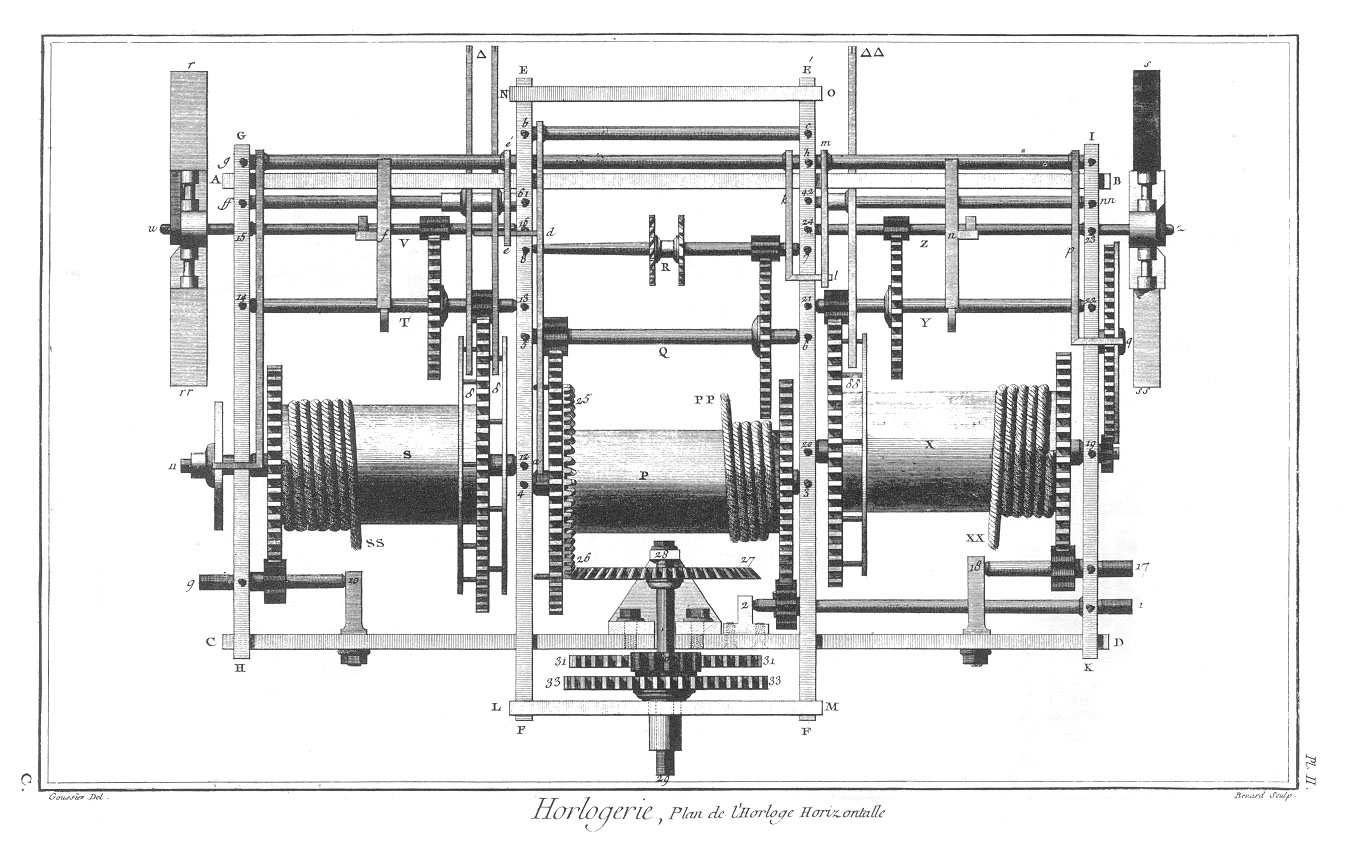 r
Δ
E
É
ΔΔ
s
N
O
b
c
G
I
g
é
h
m
A
B
ff
61
k
42
nn
u
15
f
V
16
d
24
Z
n
23
p
z
e
8
R
7
l
14
13
21
22
T
Y
q
5
Q
6
rr
δ
δ
25
PP
δδ
ss
11
S
12
a
P
20
X
19
4
3
SS
XX
9
10
26
28
27
18
17
2
1
C
D
H
31
31
K
33
33
L
M
F
F
29
C.
Pl. II.
Goussier Del.
Benard Sculp.
Horlogerie, Plan de l'Horloge Horizontalle